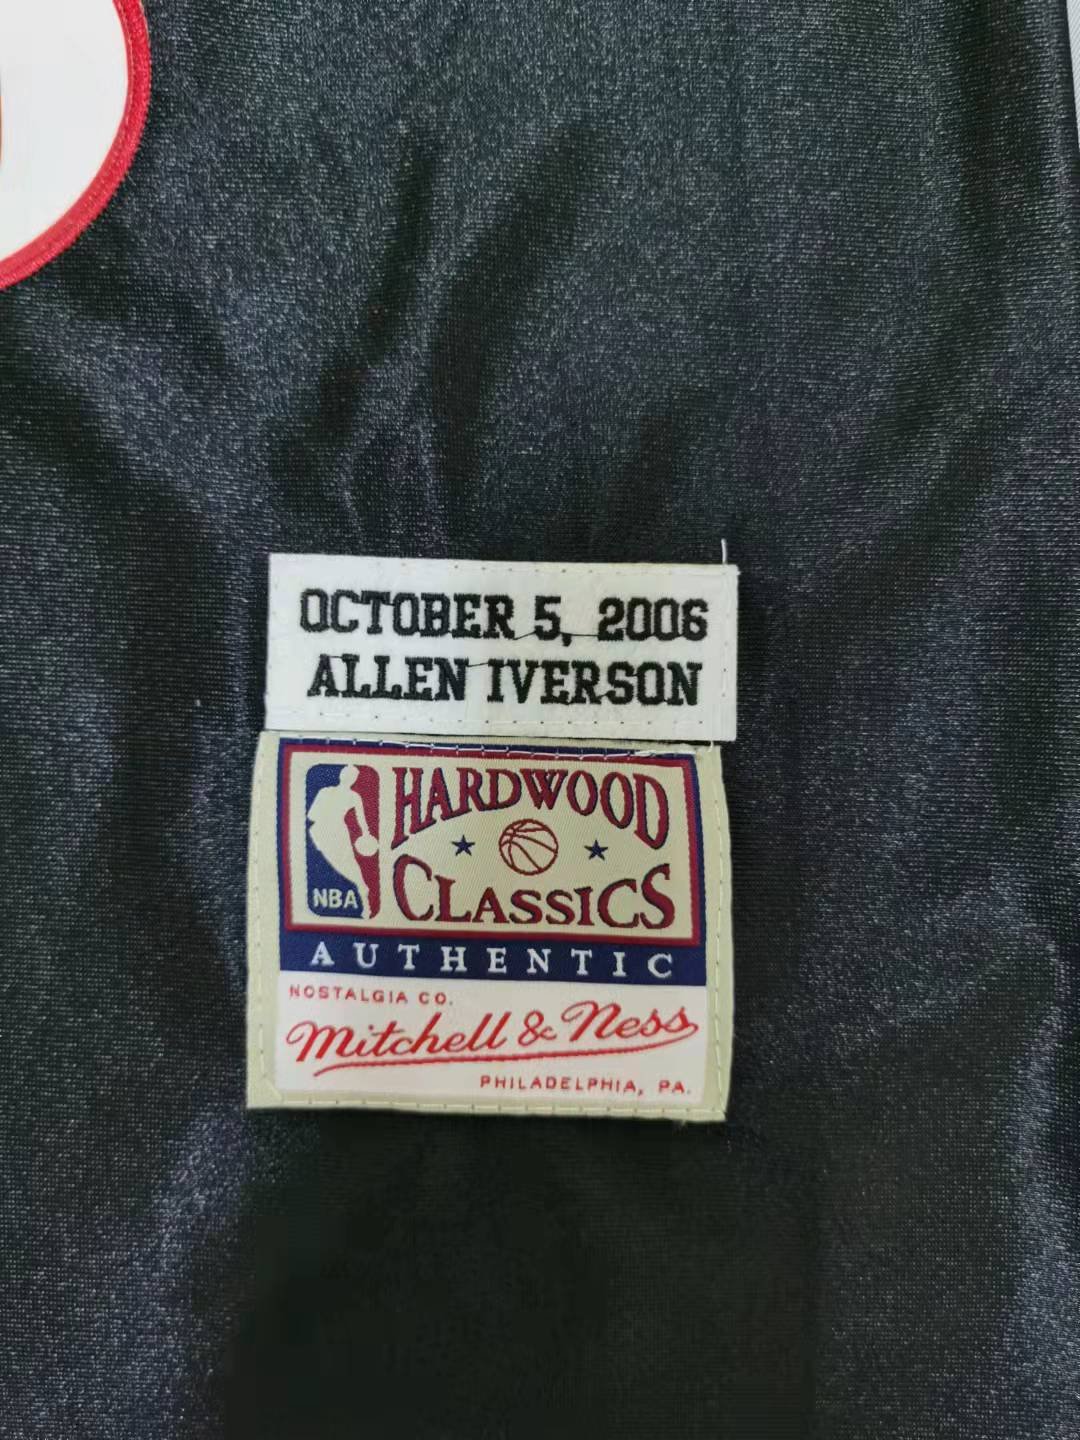 OCTOBER 5, 2006
ALLEN IVERSON
NBA
HARDWOOD
CLASSICS
AUTHENTIC
NOSTALGIA CO.
Mitchell & Ness
PHILADELPHIA, PA.